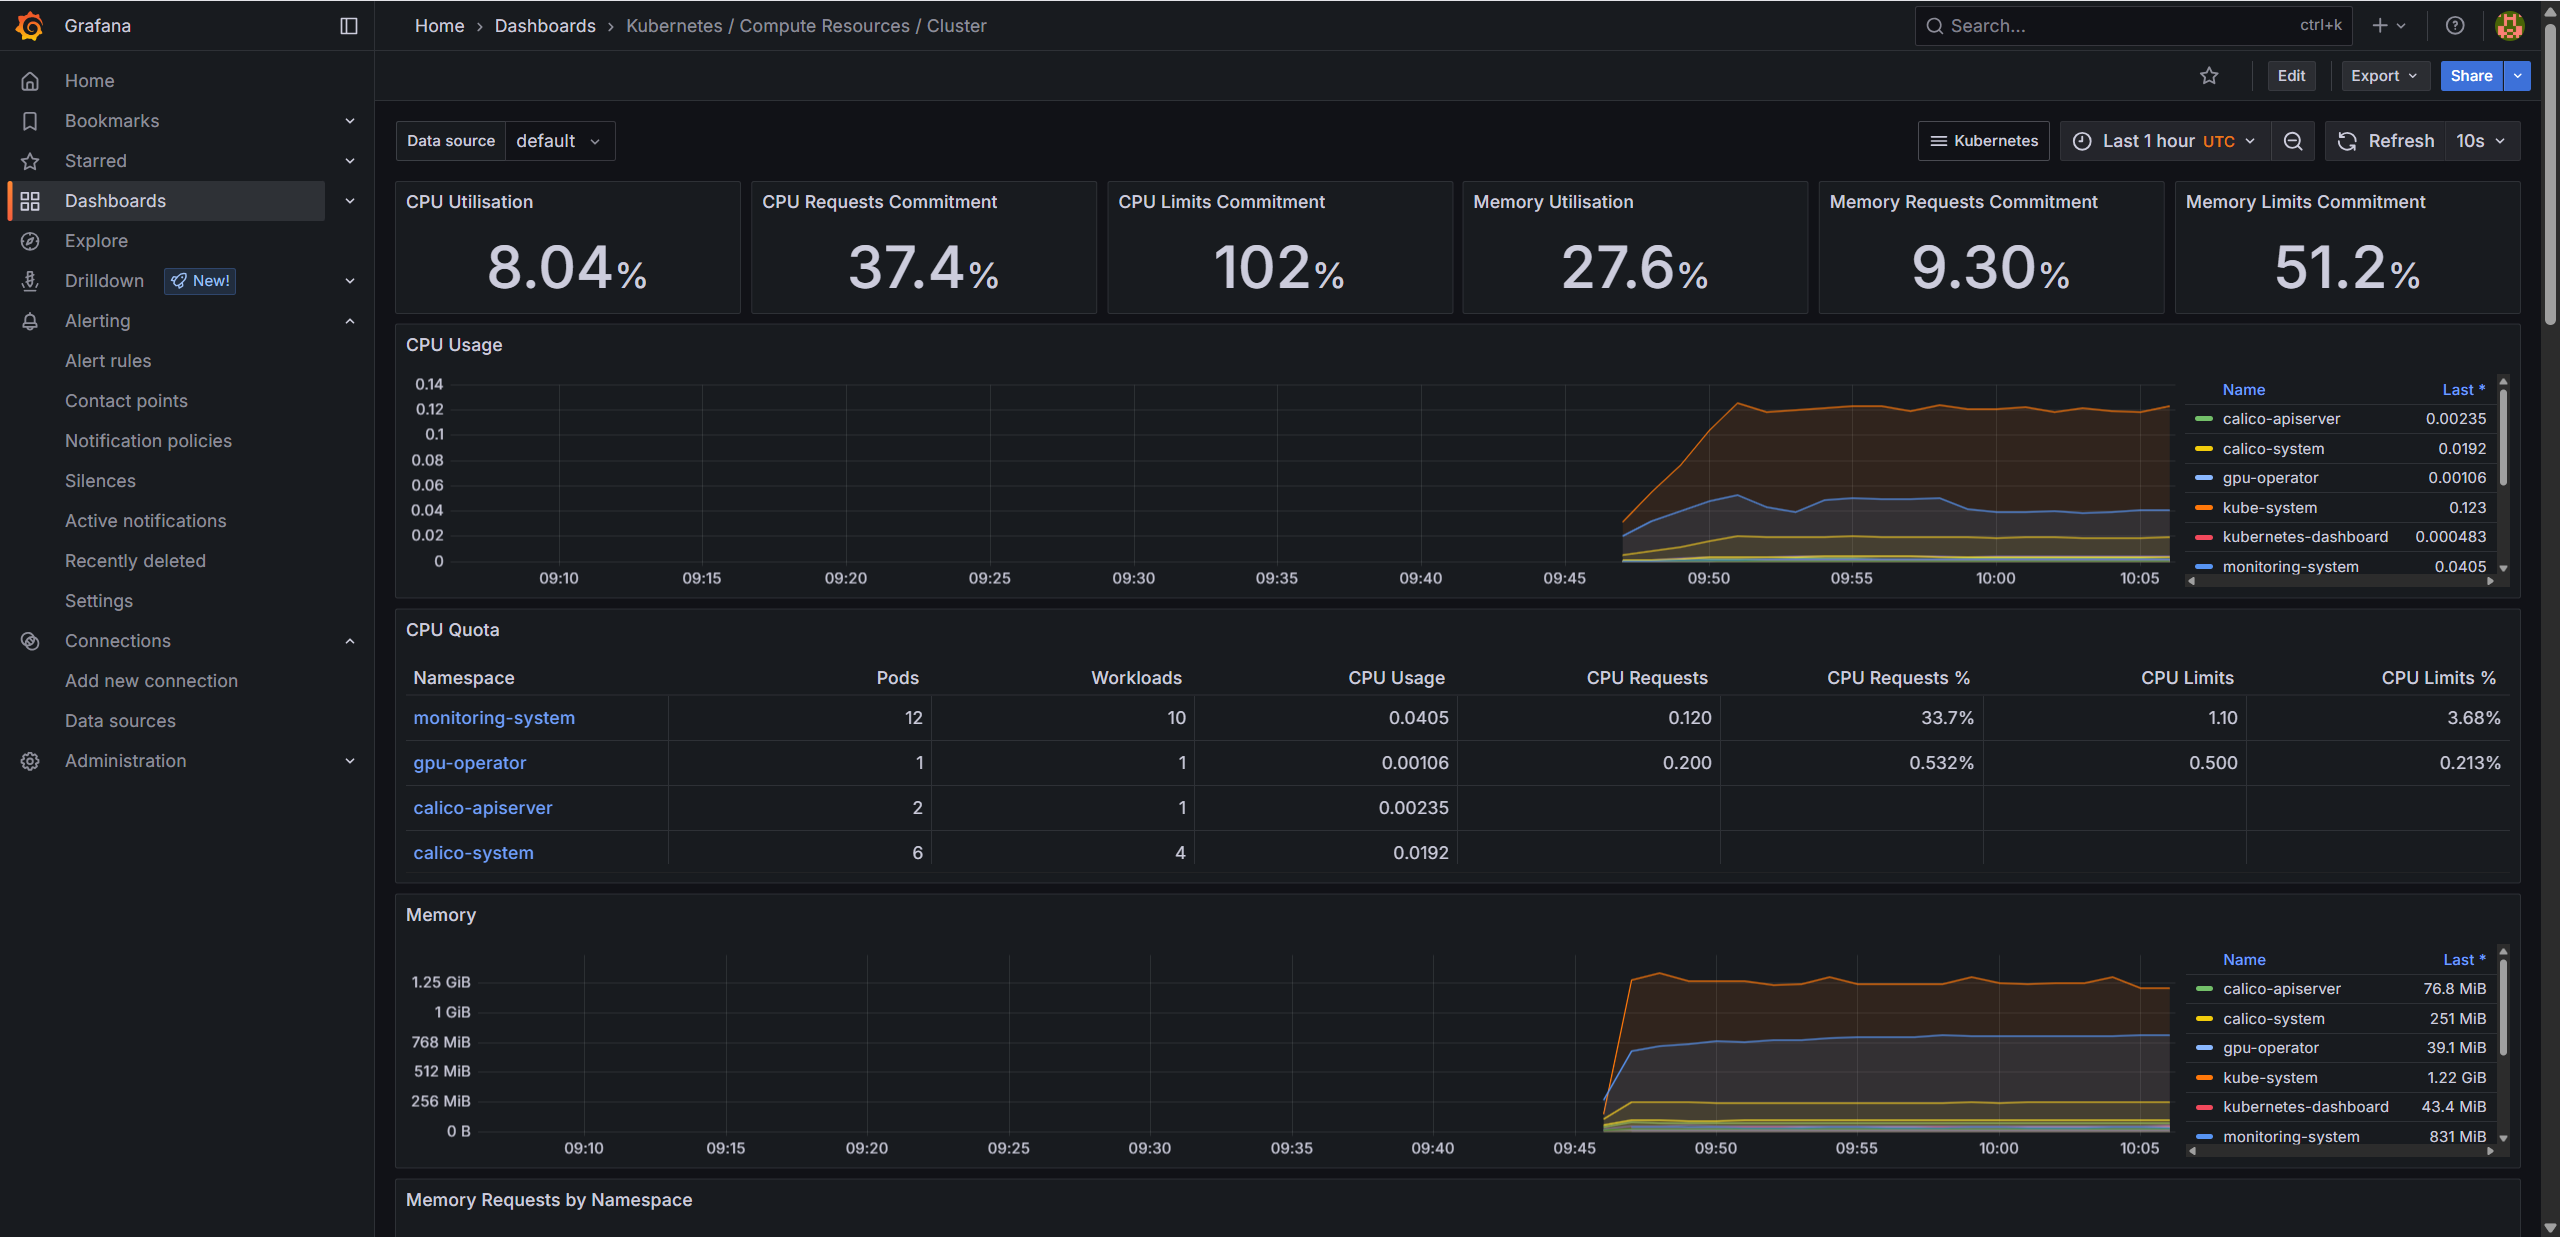 Grafana
Home › Dashboards › Kubernetes / Compute Resources / Cluster
Search...
ctrl+k
Home
Bookmarks
Starred
Dashboards
Explore
Drilldown New!
Alerting
Alert rules
Contact points
Notification policies
Silences
Active notifications
Recently deleted
Settings
Connections
Add new connection
Data sources
Administration
Edit
Export
Share
Data source default
Kubernetes
Last 1 hour UTC
Refresh 10s
CPU Utilisation
8.04%
CPU Requests Commitment
37.4%
CPU Limits Commitment
102%
Memory Utilisation
27.6%
Memory Requests Commitment
9.30%
Memory Limits Commitment
51.2%
CPU Usage
0.14
0.12
0.1
0.08
0.06
0.04
0.02
0
09:10 09:15 09:20 09:25 09:30 09:35 09:40 09:45 09:50 09:55 10:00 10:05
Name Last *
calico-apiserver 0.00235
calico-system 0.0192
gpu-operator 0.00106
kube-system 0.123
kubernetes-dashboard 0.000483
monitoring-system 0.0405
CPU Quota
Namespace Pods Workloads CPU Usage CPU Requests CPU Requests % CPU Limits CPU Limits %
monitoring-system 12 10 0.0405 0.120 33.7% 1.10 3.68%
gpu-operator 1 1 0.00106 0.200 0.532% 0.500 0.213%
calico-apiserver 2 1 0.00235
calico-system 6 4 0.0192
Memory
1.25 GiB
1 GiB
768 MiB
512 MiB
256 MiB
0 B
09:10 09:15 09:20 09:25 09:30 09:35 09:40 09:45 09:50 09:55 10:00 10:05
Name Last *
calico-apiserver 76.8 MiB
calico-system 251 MiB
gpu-operator 39.1 MiB
kube-system 1.22 GiB
kubernetes-dashboard 43.4 MiB
monitoring-system 831 MiB
Memory Requests by Namespace